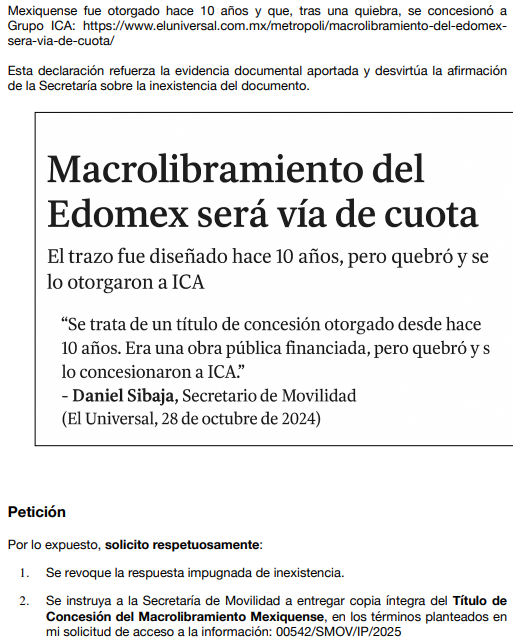 Mexiquense fue otorgado hace 10 años y que, tras una quiebra, se concesionó a
Grupo ICA: https://www.eluniversal.com.mx/metropoli/macrolibramiento-del-edomex-
sera-via-de-cuota/
Esta declaración refuerza la evidencia documental aportada y desvirtúa la afirmación
de la Secretaría sobre la inexistencia del documento.
Macrolibramiento del
Edomex será vía de cuota
El trazo fue diseñado hace 10 años, pero quebró y se
lo otorgaron a ICA
“Se trata de un título de concesión otorgado desde hace
10 años. Era una obra pública financiada, pero quebró y s
lo concesionaron a ICA.”
– Daniel Sibaja, Secretario de Movilidad
(El Universal, 28 de octubre de 2024)
Petición
Por lo expuesto, solicito respetuosamente:
1. Se revoque la respuesta impugnada de inexistencia.
2. Se instruya a la Secretaría de Movilidad a entregar copia íntegra del Título de
Concesión del Macrolibramiento Mexiquense, en los términos planteados en
mi solicitud de acceso a la información: 00542/SMOV/IP/2025